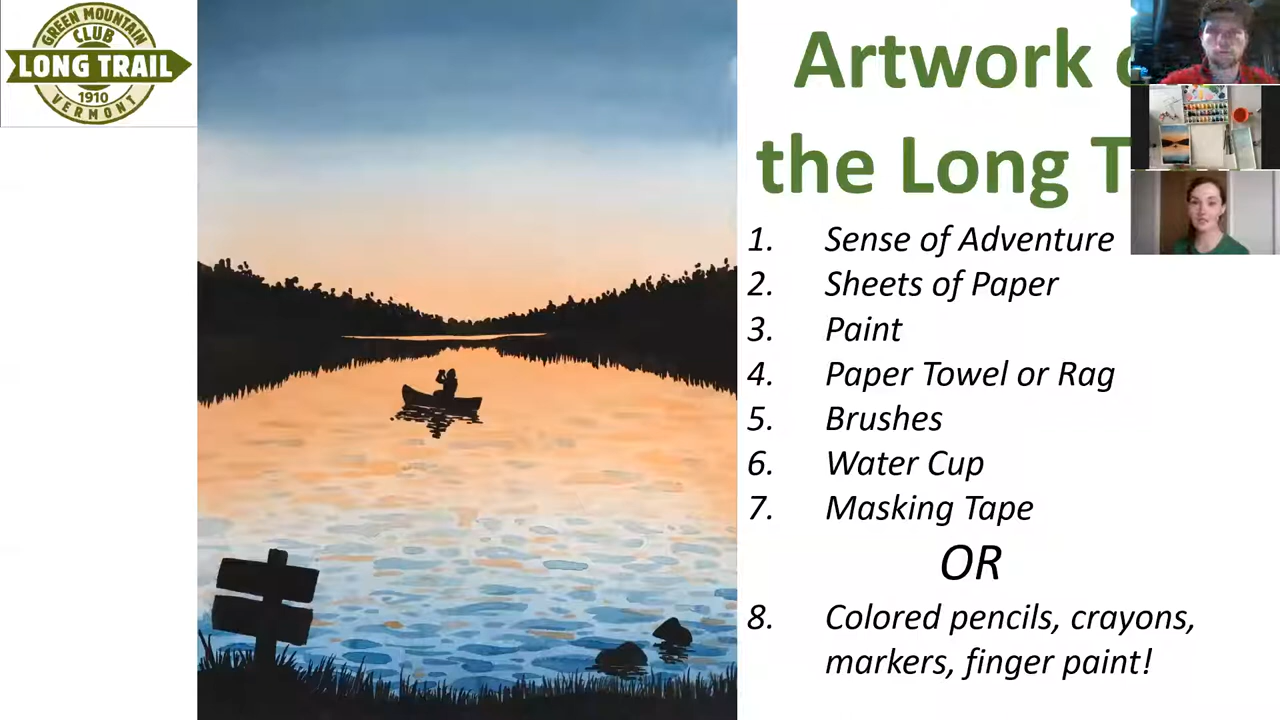 GREEN MOUNTAIN
CLUB
LONG TRAIL
1910
VERMONT
Artwork
the Long T
1. Sense of Adventure
2. Sheets of Paper
3. Paint
4. Paper Towel or Rag
5. Brushes
6. Water Cup
7. Masking Tape
OR
8. Colored pencils, crayons,
markers, finger paint!